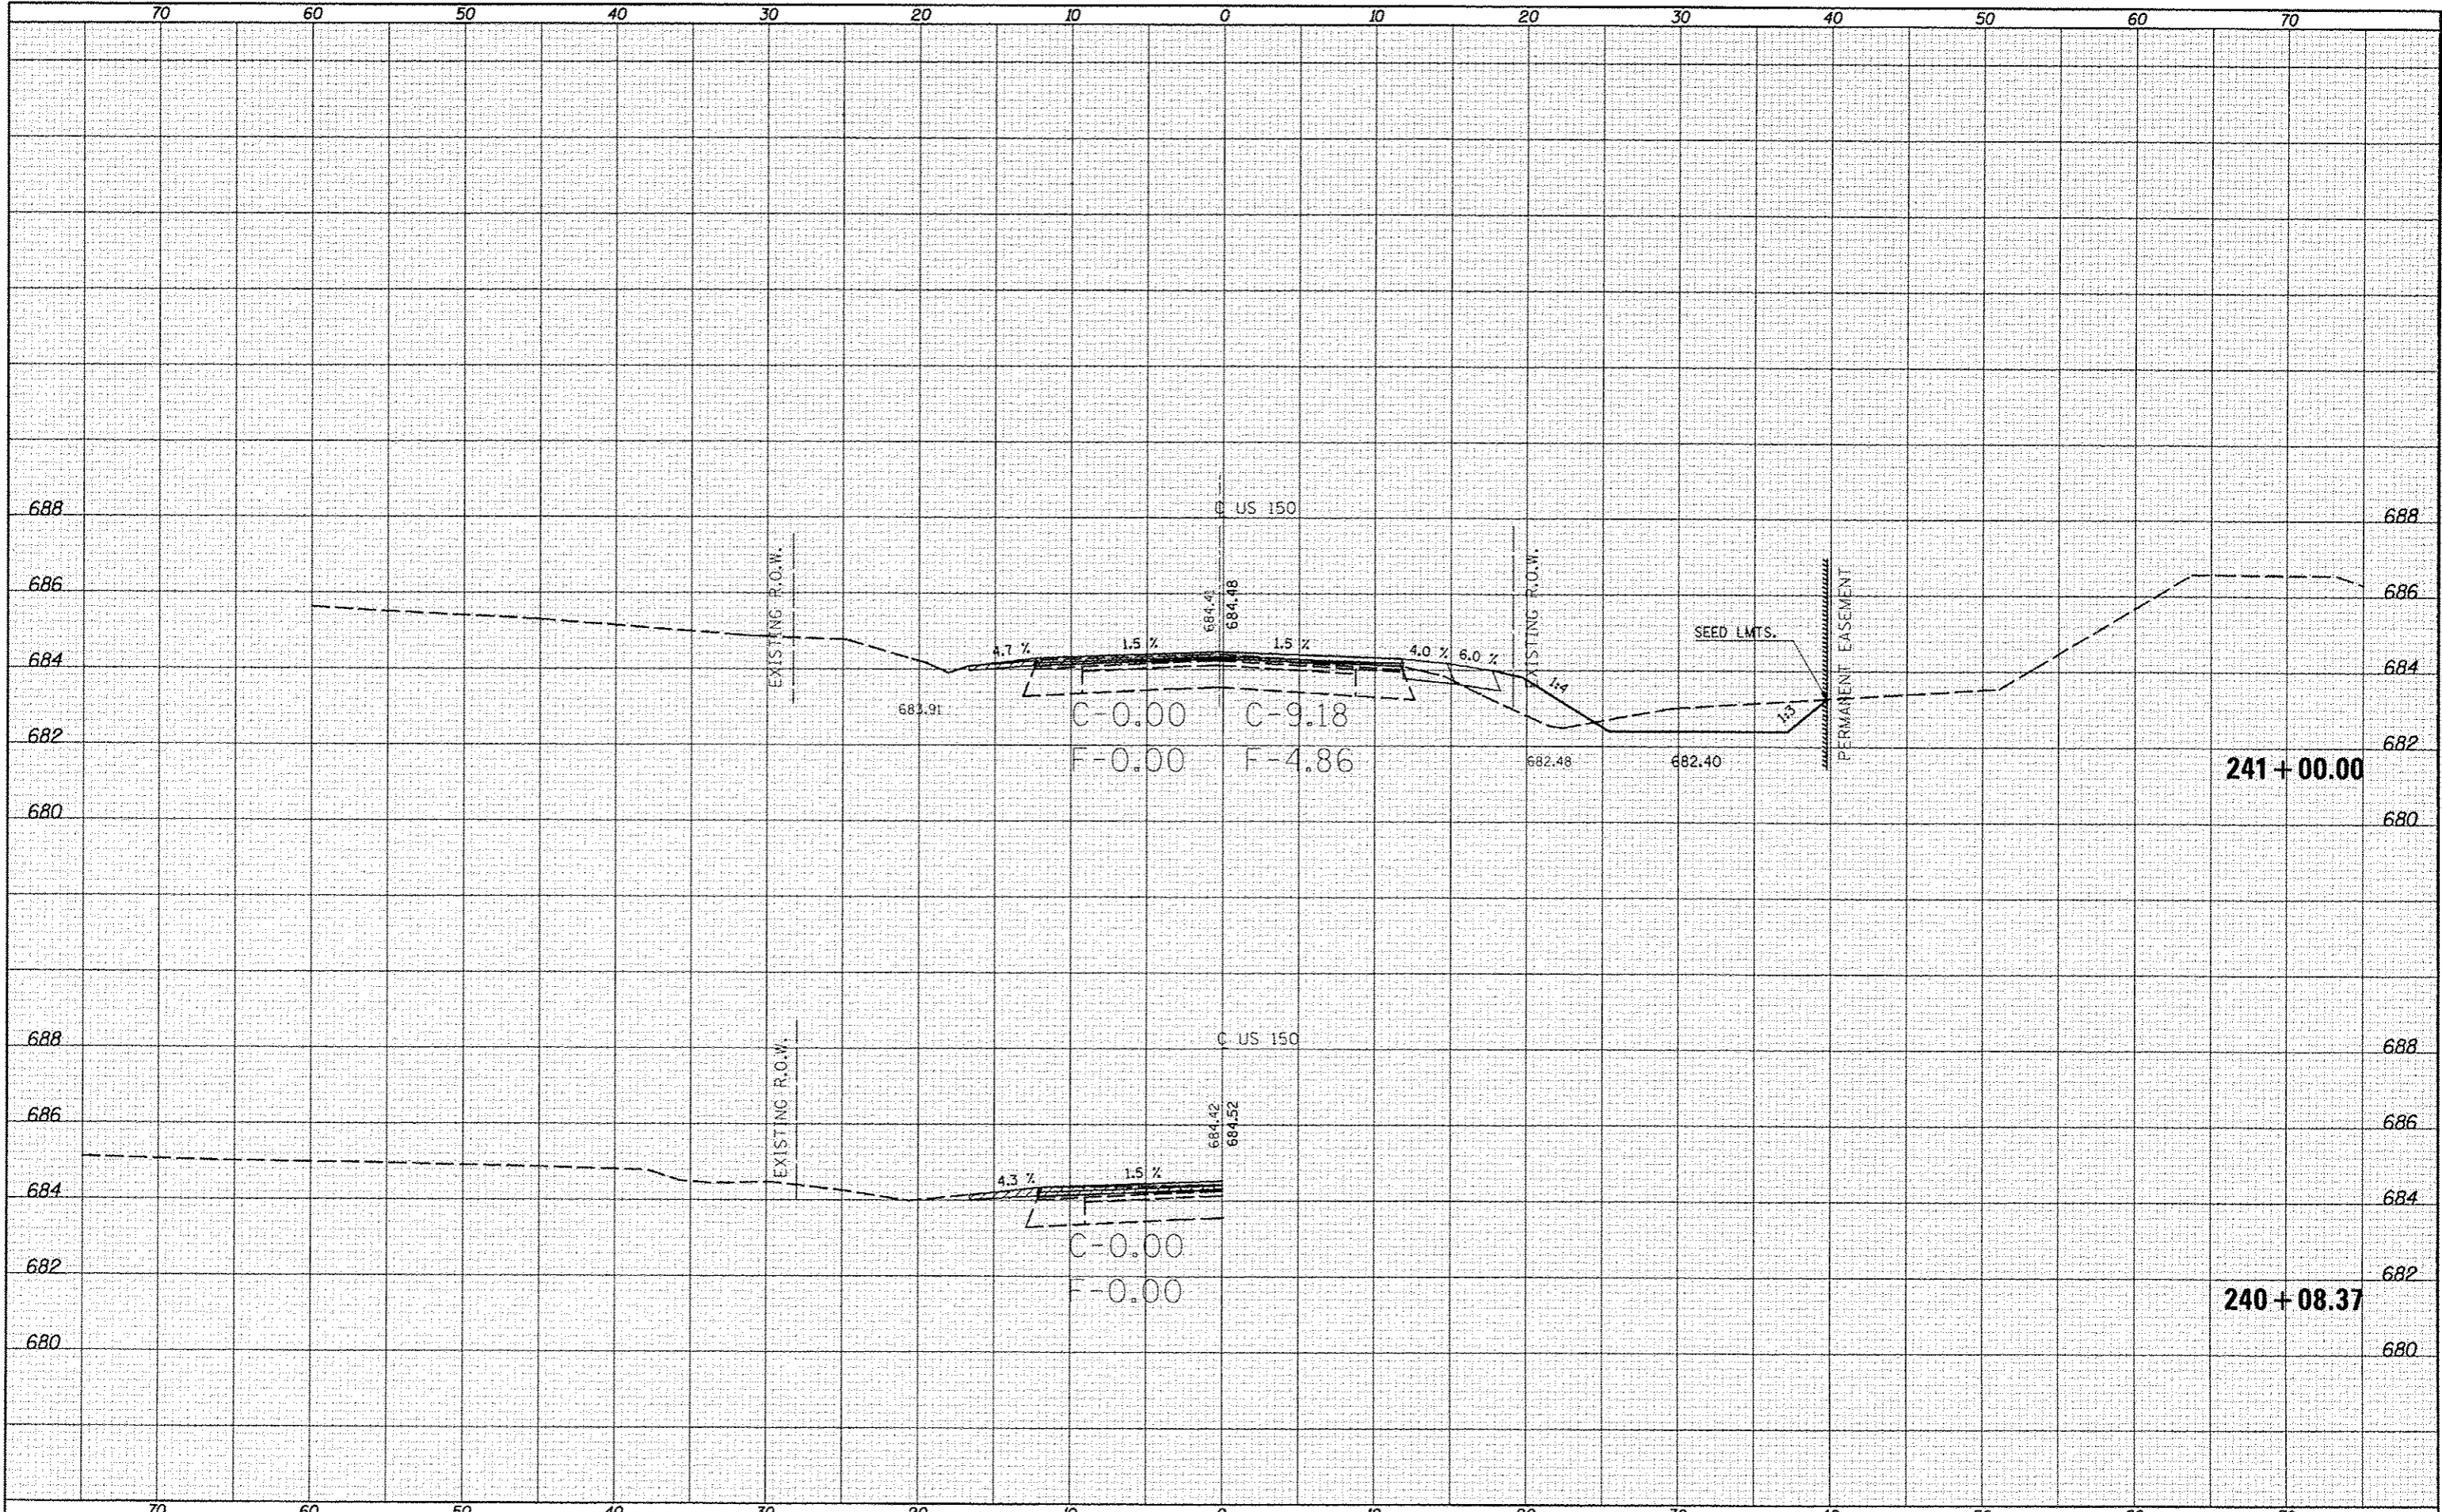 70 60 50 40 30 20 10 0 10 20 30 40 50 60 70
688 688
℄ US 150
EXISTING R.O.W.
EXISTING R.O.W.
PERMANENT EASEMENT
686 686
684.41
684.48
SEED LMTS.
684 684
4.7 % 1.5 % 1.5 % 4.0 % 6.0 %
1:4
1:3
683.91
C-0.00 C-9.18
F-0.00 F-4.86
682 682
682.48 682.40
241 + 00.00
680 680
688 688
℄ US 150
EXISTING R.O.W.
686 686
684.42
684.52
684 684
4.3 % 1.5 %
C-0.00
F-0.00
682 682
240 + 08.37
680 680
70 60 50 40 30 20 10 0 10 20 30 40 50 60 70